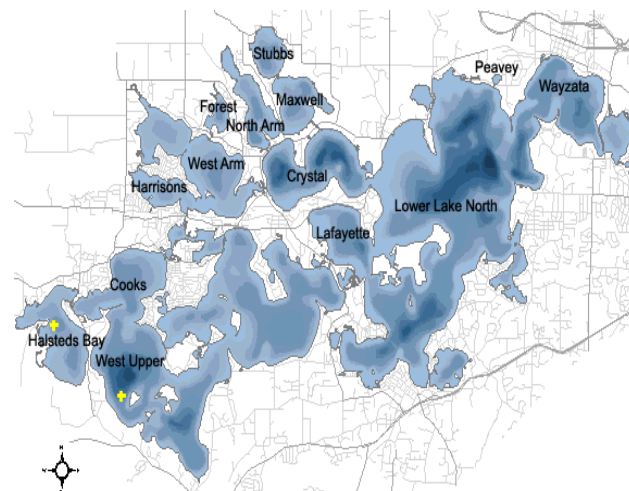 Stubbs
Peavey
Wayzata
Forest
Maxwell
North Arm
West Arm
Crystal
Harrisons
Lower Lake North
Lafayette
Cooks
Halsteds Bay
West Upper